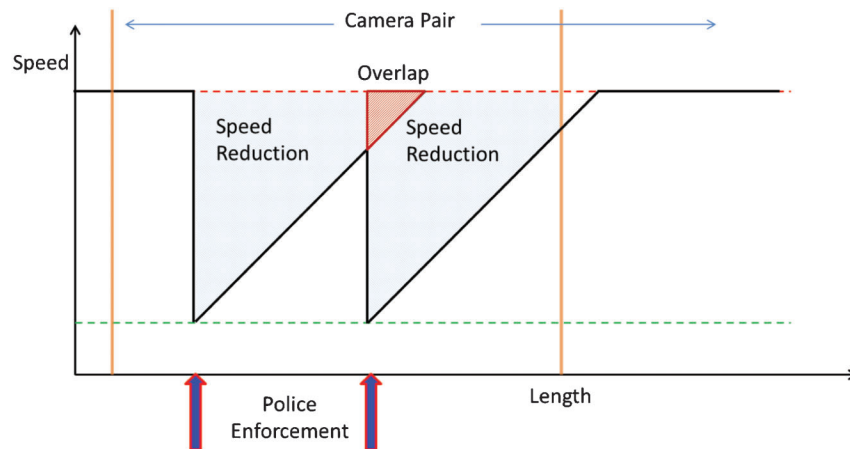 Camera Pair
Speed
Overlap
Speed
Reduction
Speed
Reduction
Length
Police
Enforcement